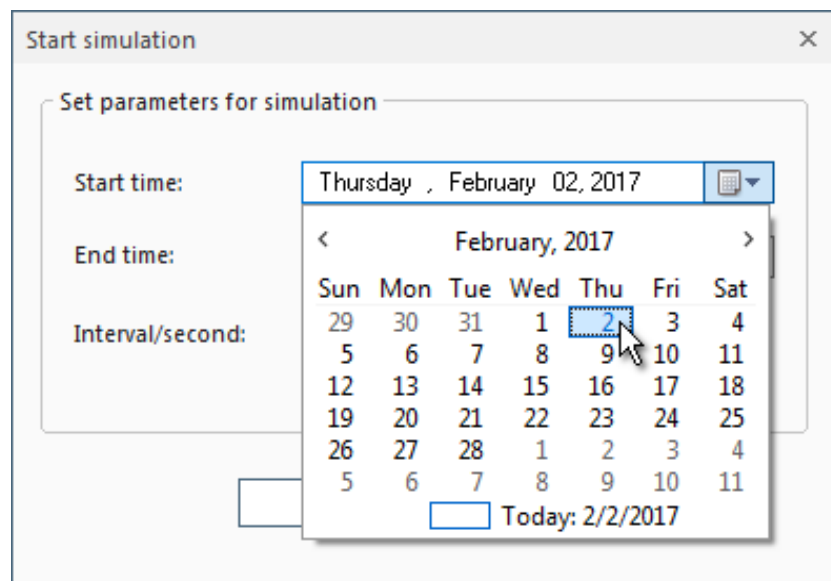 Start simulation
Set parameters for simulation
Start time:
Thursday , February 02, 2017
End time:
Interval/second:
February, 2017
Sun Mon Tue Wed Thu Fri Sat
29 30 31 1 2 3 4
5 6 7 8 9 10 11
12 13 14 15 16 17 18
19 20 21 22 23 24 25
26 27 28 1 2 3 4
5 6 7 8 9 10 11
Today: 2/2/2017